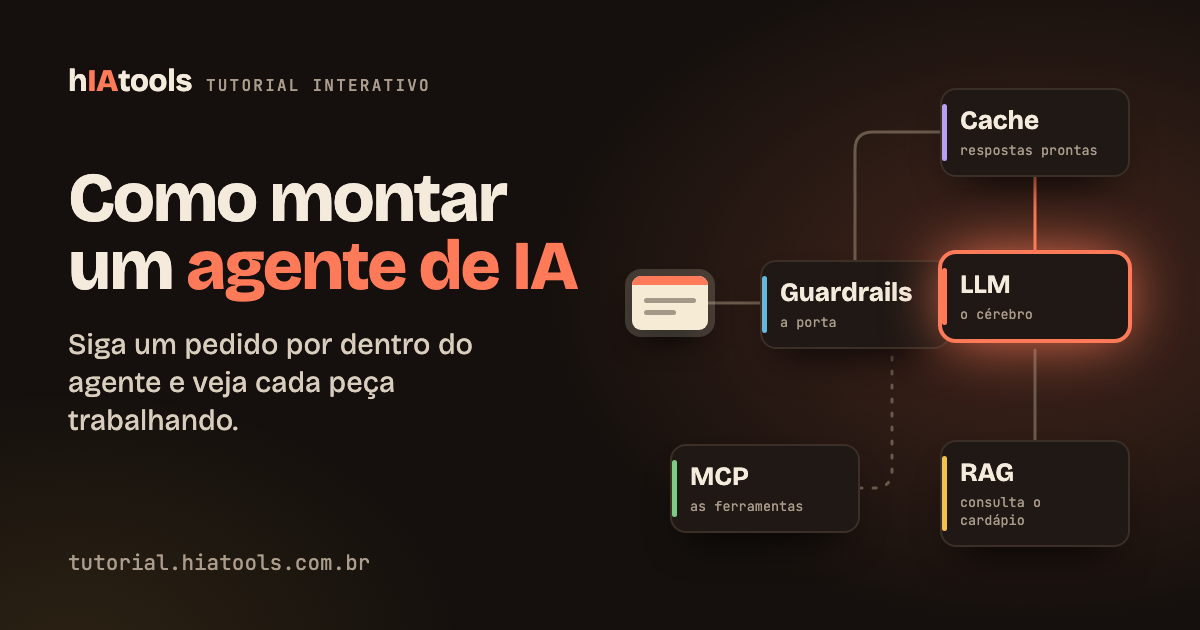 hIAtools TUTORIAL INTERATIVO
Como montar
um agente de IA
Siga um pedido por dentro do
agente e veja cada peça
trabalhando.
tutorial.hiatools.com.br
Cache
respostas prontas
Guardrails
a porta
LLM
o cérebro
MCP
as ferramentas
RAG
consulta o
cardápio